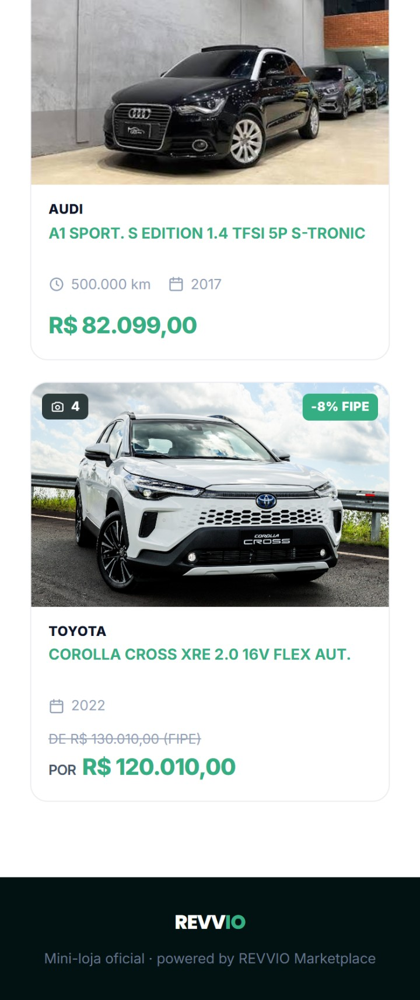 AUDI
A1 SPORT. S EDITION 1.4 TFSI 5P S-TRONIC
500.000 km 2017
R$ 82.099,00
4 -8% FIPE
COROLLA
CROSS
TOYOTA
COROLLA CROSS XRE 2.0 16V FLEX AUT.
2022
DE R$ 130.010,00 (FIPE)
POR R$ 120.010,00
REVVIO
Mini-loja oficial · powered by REVVIO Marketplace